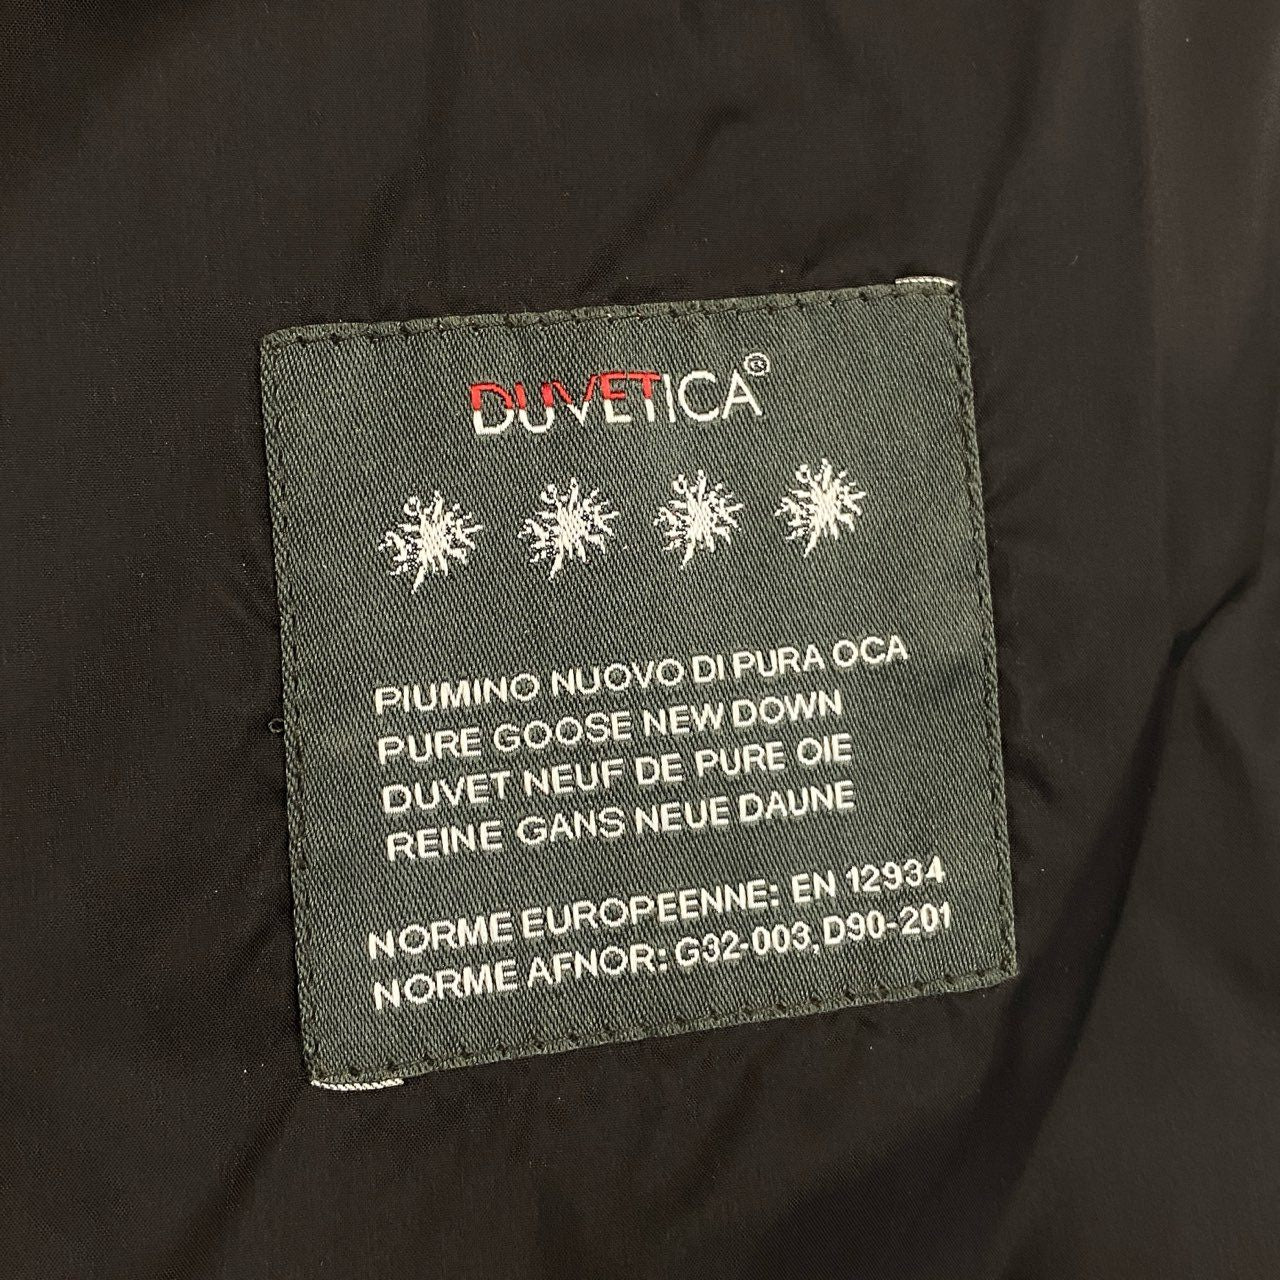 DUVETICA®
PIUMINO NUOVO DI PURA OCA
PURE GOOSE NEW DOWN
DUVET NEUF DE PURE OIE
REINE GANS NEUE DAUNE
NORME EUROPEENNE: EN 12934
NORME AFNOR: G32-003, D90-201